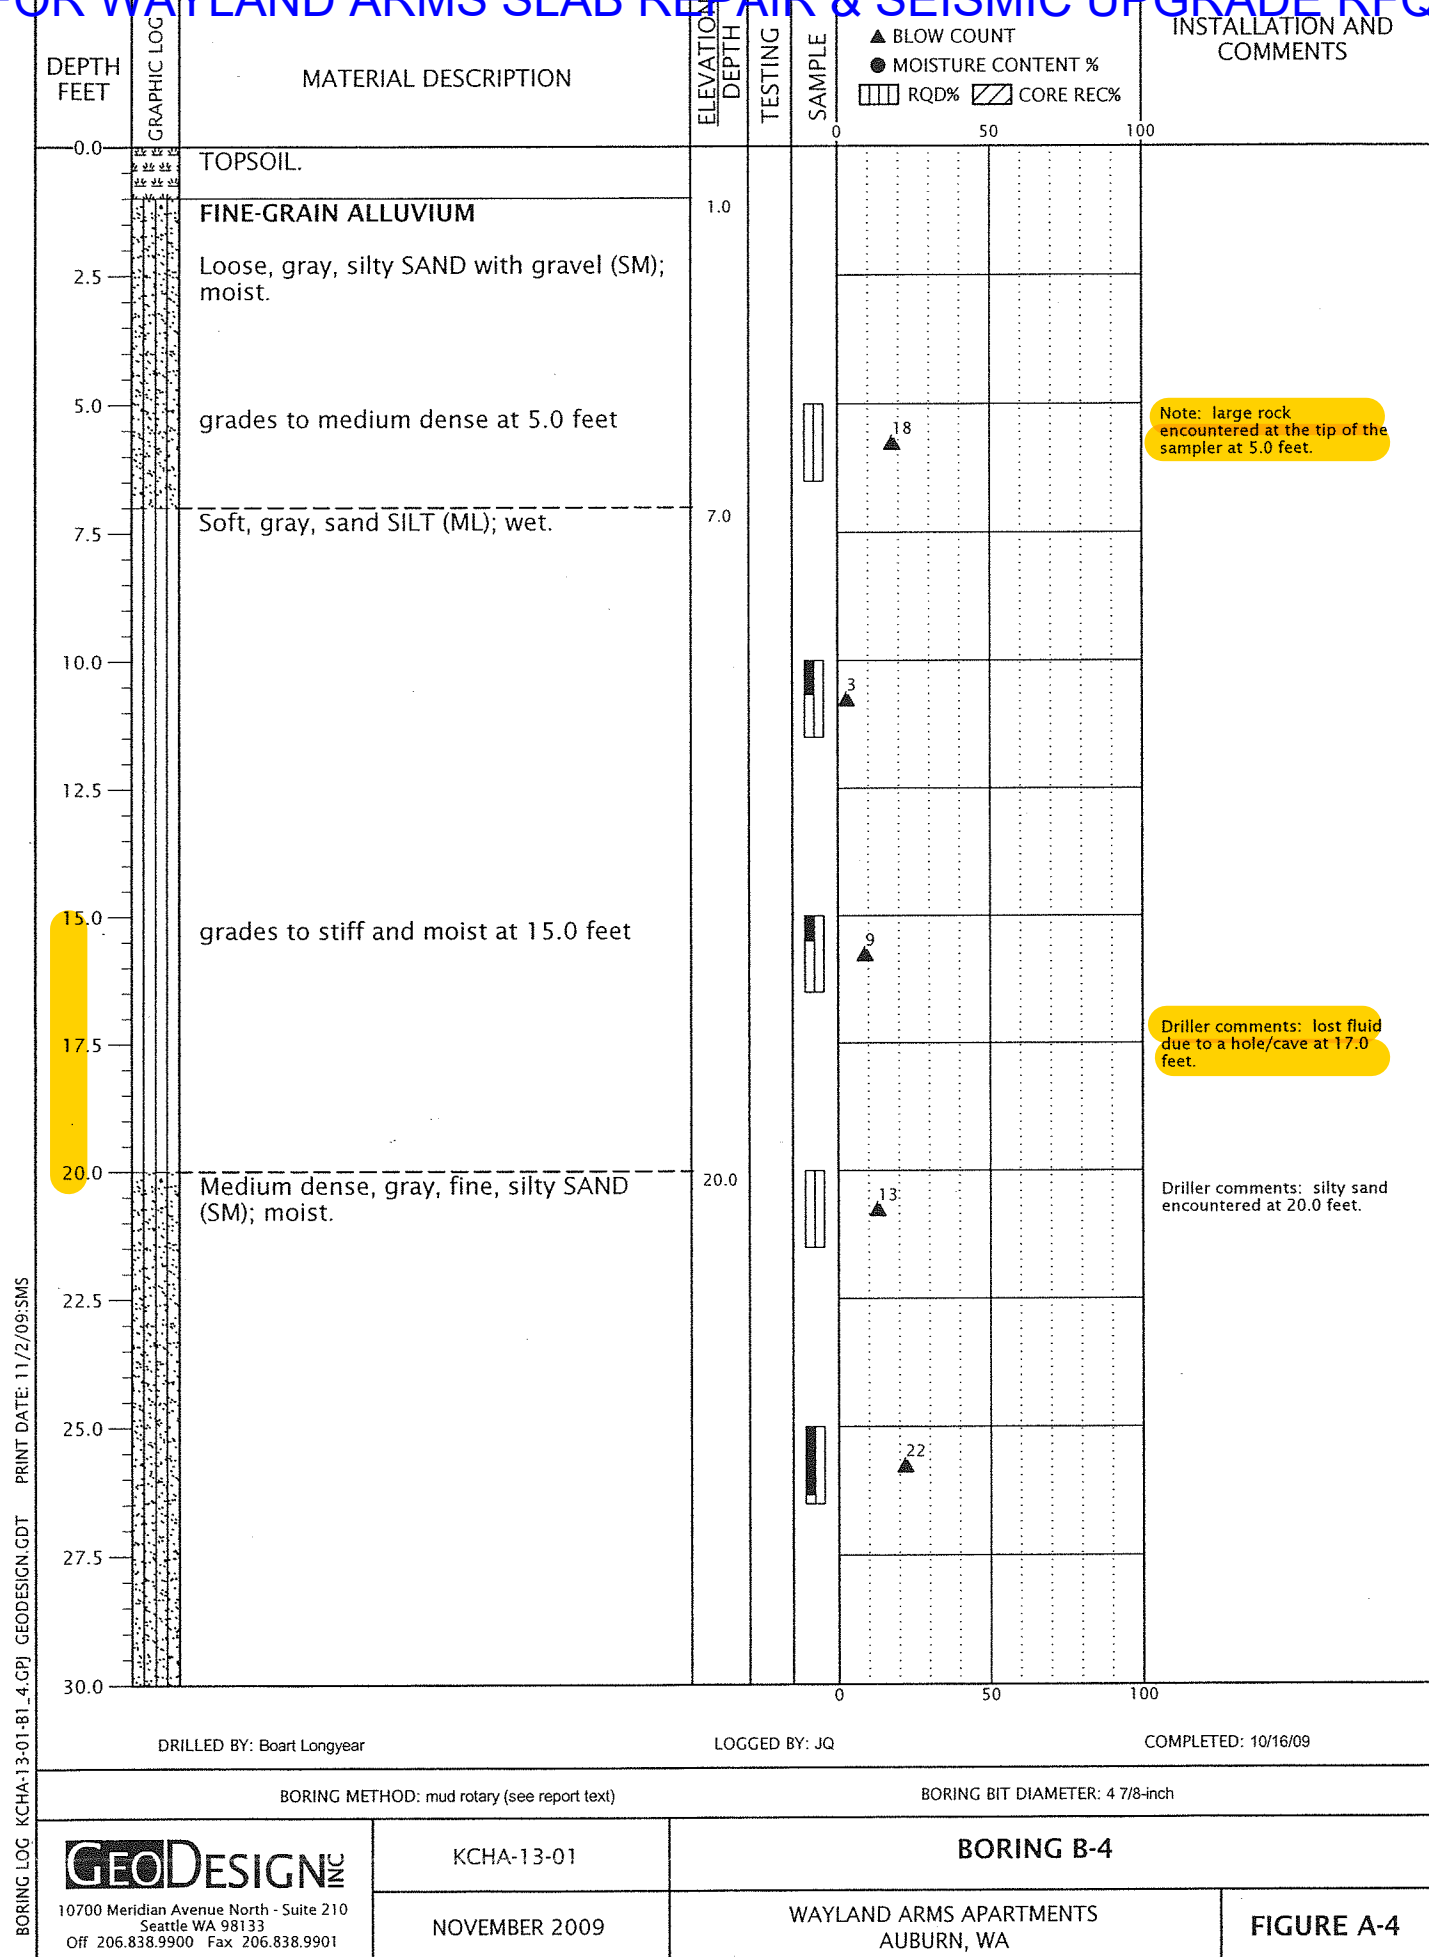 FOR WAYLAND ARMS SLAB REPAIR & SEISMIC UPGRADE RFQ
DEPTH
FEET
GRAPHIC LOG
MATERIAL DESCRIPTION
ELEVATION
DEPTH
TESTING
SAMPLE
▲ BLOW COUNT
● MOISTURE CONTENT %
RQD% CORE REC%
INSTALLATION AND
COMMENTS
0 50 100
0.0
TOPSOIL.
FINE-GRAIN ALLUVIUM
1.0
Loose, gray, silty SAND with gravel (SM);
moist.
2.5
5.0
grades to medium dense at 5.0 feet
18
Note: large rock
encountered at the tip of the
sampler at 5.0 feet.
Soft, gray, sand SILT (ML); wet.
7.0
7.5
10.0
3
12.5
15.0
grades to stiff and moist at 15.0 feet
9
17.5
Driller comments: lost fluid
due to a hole/cave at 17.0
feet.
20.0
Medium dense, gray, fine, silty SAND
(SM); moist.
20.0
13
Driller comments: silty sand
encountered at 20.0 feet.
22.5
25.0
22
27.5
30.0
0 50 100
DRILLED BY: Boart Longyear
LOGGED BY: JQ
COMPLETED: 10/16/09
BORING METHOD: mud rotary (see report text)
BORING BIT DIAMETER: 4 7/8-inch
GEODESIGN INC
10700 Meridian Avenue North - Suite 210
Seattle WA 98133
Off 206.838.9900 Fax 206.838.9901
KCHA-13-01
NOVEMBER 2009
BORING B-4
WAYLAND ARMS APARTMENTS
AUBURN, WA
FIGURE A-4
BORING LOG KCHA-13-01-B1_4.GPJ GEODESIGN.GDT PRINT DATE: 11/2/09:SMS